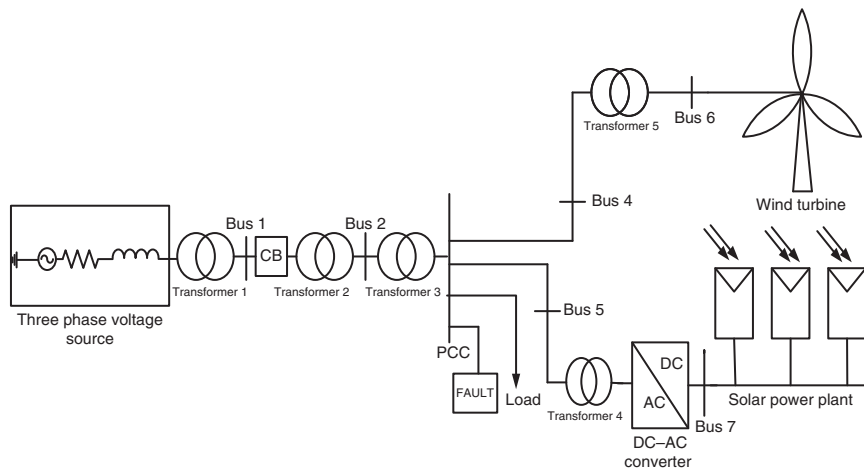 Transformer 5
Bus 6
Wind turbine
Bus 4
Bus 1
CB
Bus 2
Transformer 1
Transformer 2
Transformer 3
Three phase voltage
source
Bus 5
PCC
FAULT
Load
Transformer 4
DC
AC
DC–AC
converter
Bus 7
Solar power plant